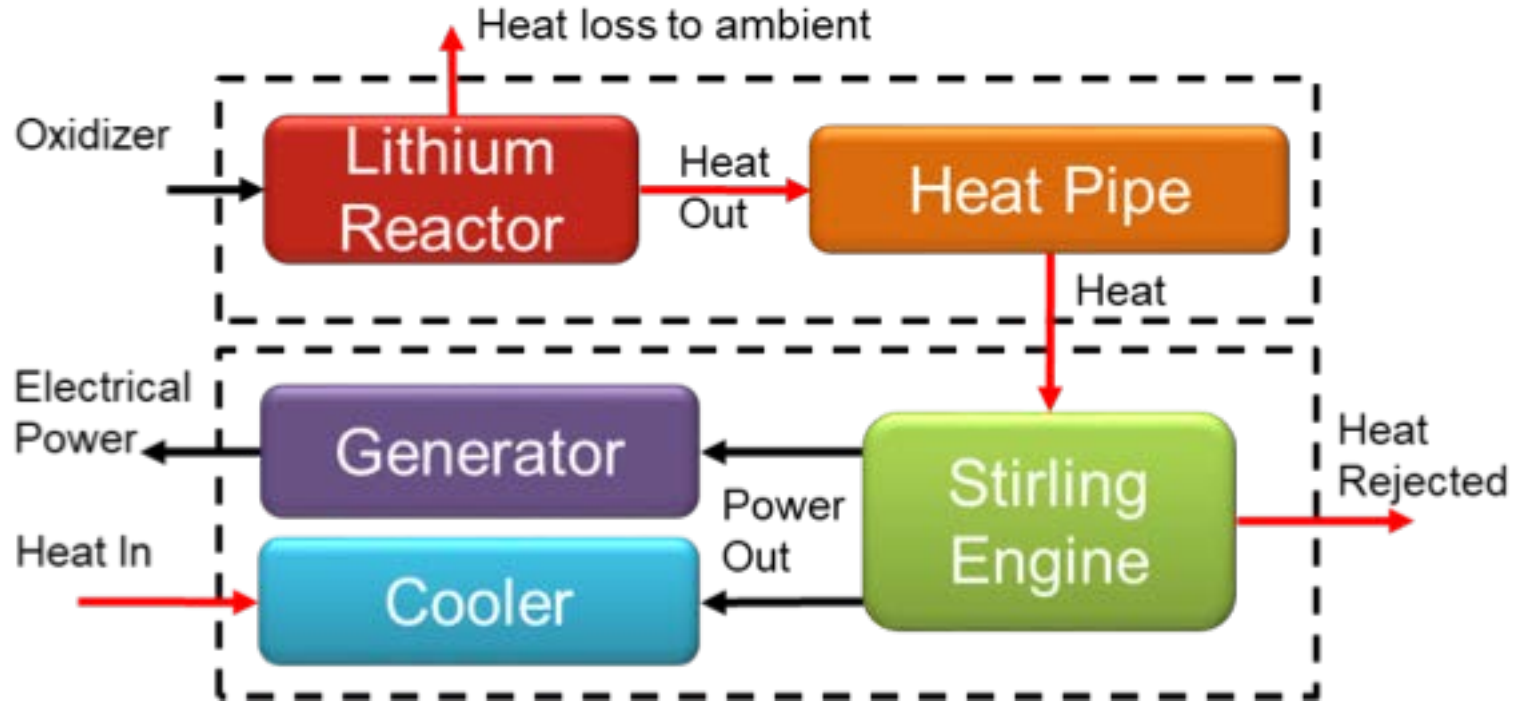 Heat loss to ambient
Oxidizer
Lithium
Reactor
Heat
Out
Heat Pipe
Heat
Electrical
Power
Generator
Stirling
Engine
Heat
Rejected
Power
Out
Heat In
Cooler